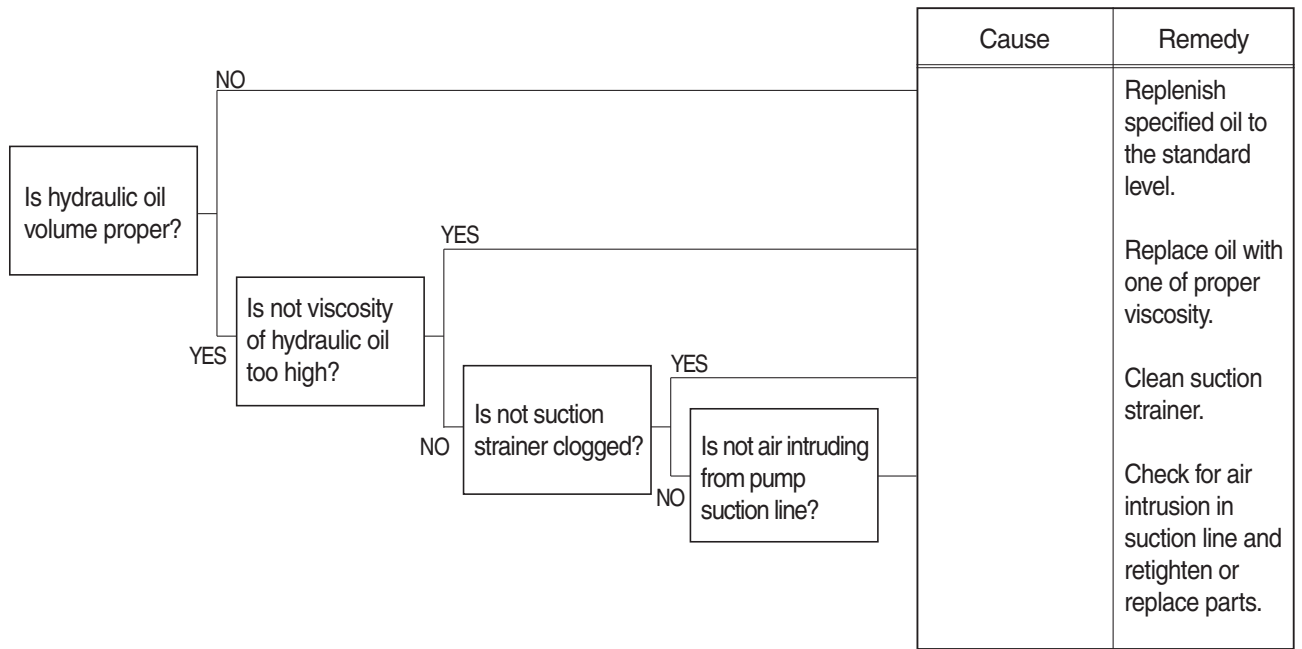 Cause
Remedy
NO
Replenish
specified oil to
the standard
level.
Is hydraulic oil
volume proper?
YES
Replace oil with
one of proper
viscosity.
Is not viscosity
of hydraulic oil
too high?
YES
YES
Clean suction
strainer.
Is not suction
strainer clogged?
NO
Is not air intruding
from pump
suction line?
NO
Check for air
intrusion in
suction line and
retighten or
replace parts.